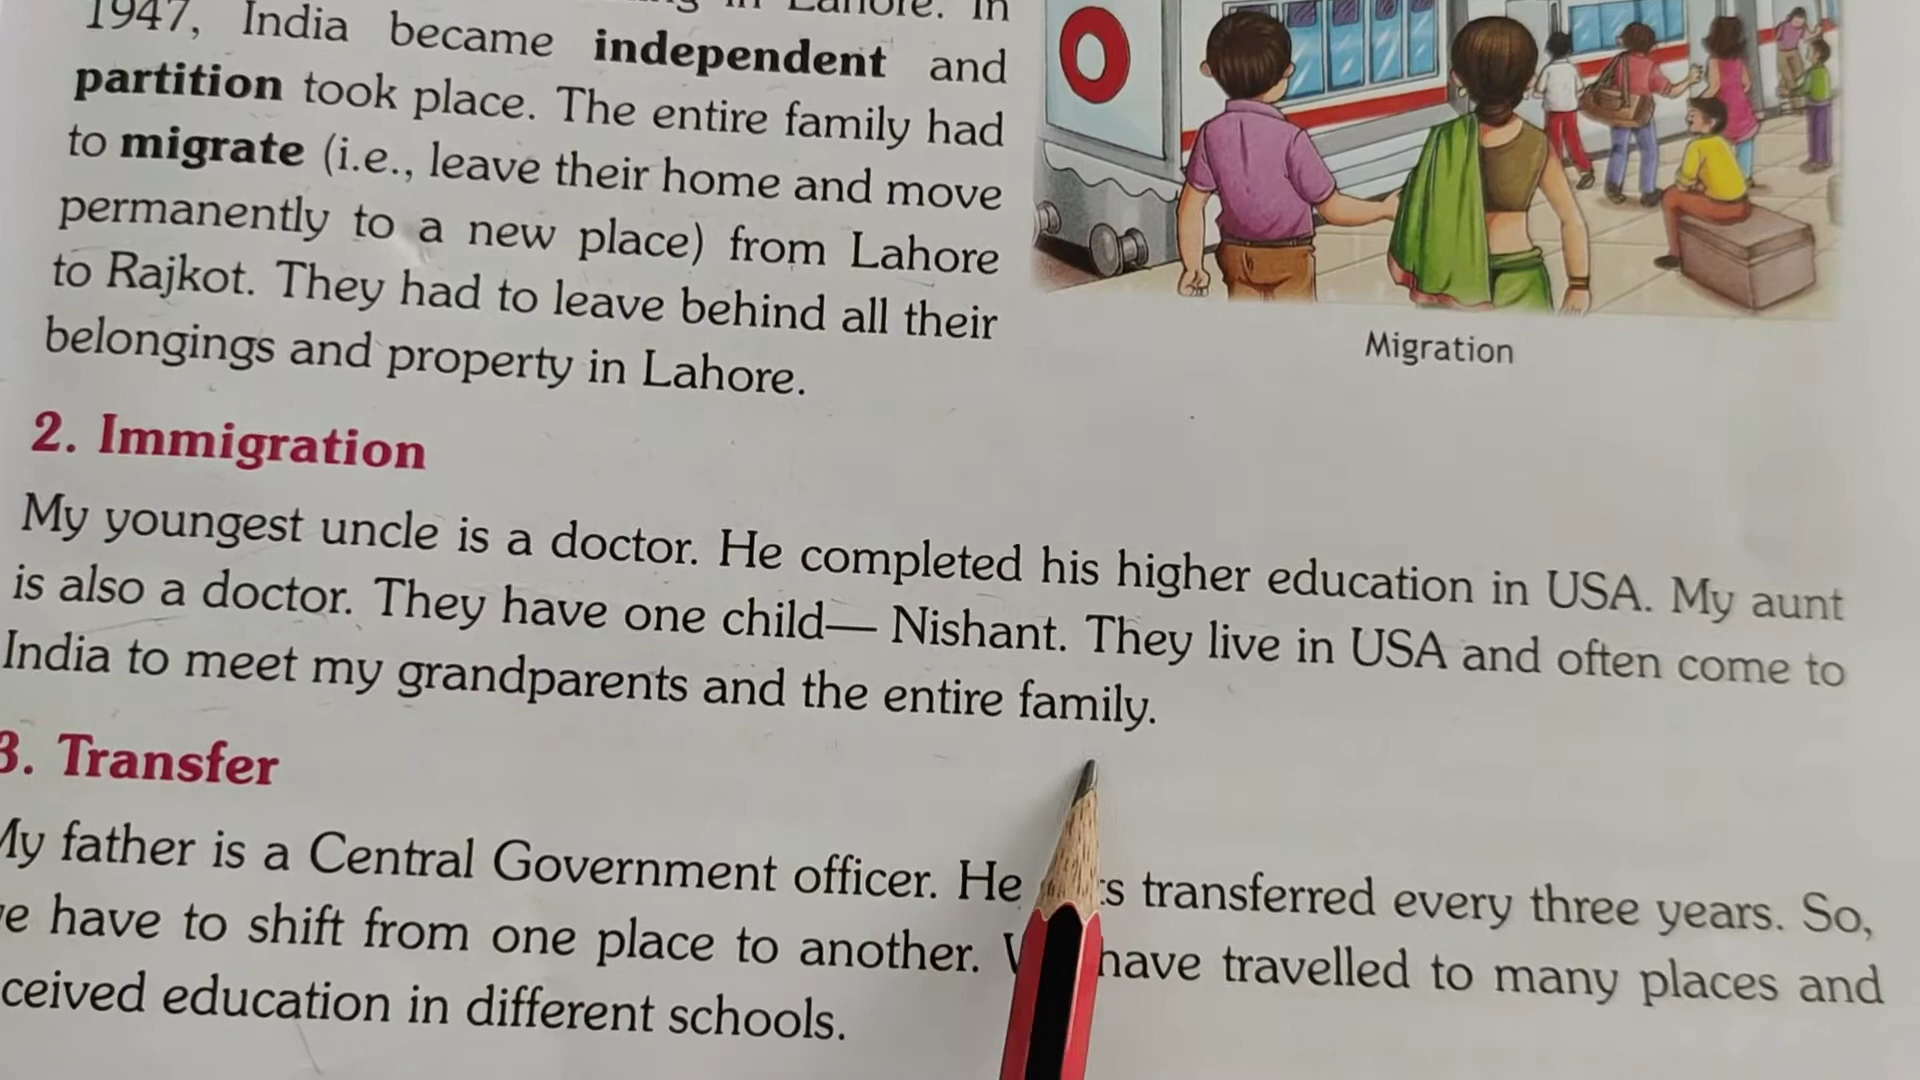 in Lahore. In
1947, India became independent and
partition took place. The entire family had
to migrate (i.e., leave their home and move
permanently to a new place) from Lahore
to Rajkot. They had to leave behind all their
belongings and property in Lahore.
Migration
2. Immigration
My youngest uncle is a doctor. He completed his higher education in USA. My aunt
is also a doctor. They have one child— Nishant. They live in USA and often come to
India to meet my grandparents and the entire family.
3. Transfer
My father is a Central Government officer. He transferred every three years. So,
have to shift from one place to another. have travelled to many places and
education in different schools.